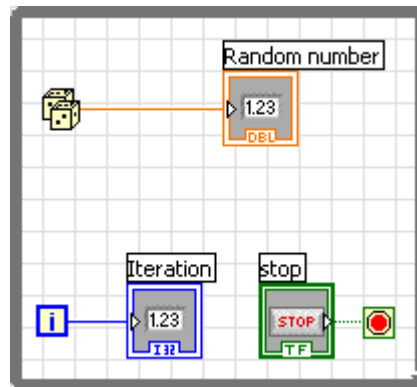 Random number
1.23
DBL
Iteration
stop
i
1.23
STOP
I32
TF